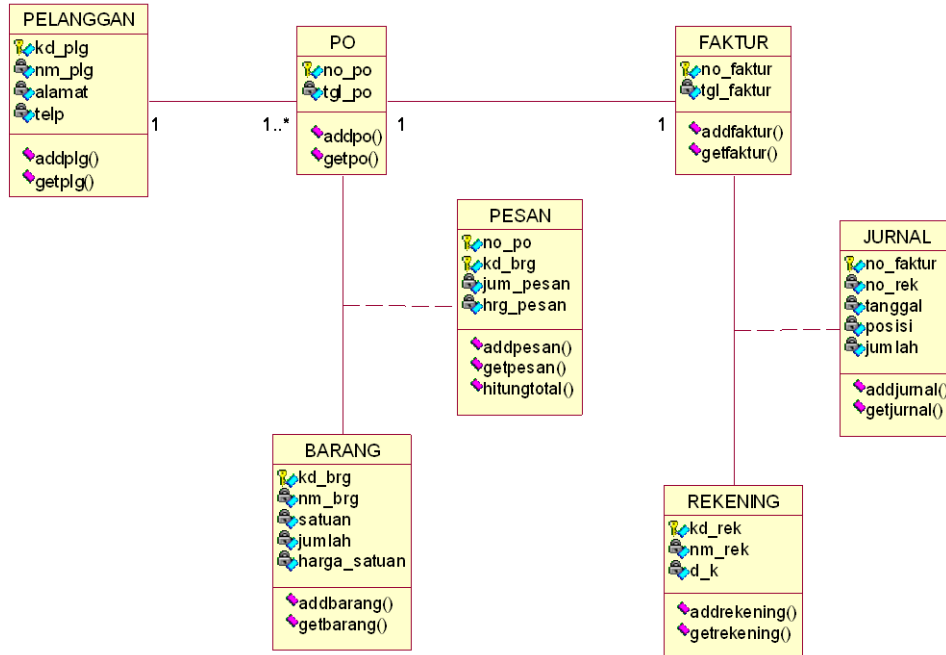 PELANGGAN
kd_plg
nm_plg
alamat
telp
addplg()
getplg()
1
1..*
PO
no_po
tgl_po
addpo()
getpo()
1
1
FAKTUR
no_faktur
tgl_faktur
addfaktur()
getfaktur()
PESAN
no_po
kd_brg
jum_pesan
hrg_pesan
addpesan()
getpesan()
hitungtotal()
JURNAL
no_faktur
no_rek
tanggal
posisi
jumlah
addjurnal()
getjurnal()
BARANG
kd_brg
nm_brg
satuan
jumlah
harga_satuan
addbarang()
getbarang()
REKENING
kd_rek
nm_rek
d_k
addrekening()
getrekening()